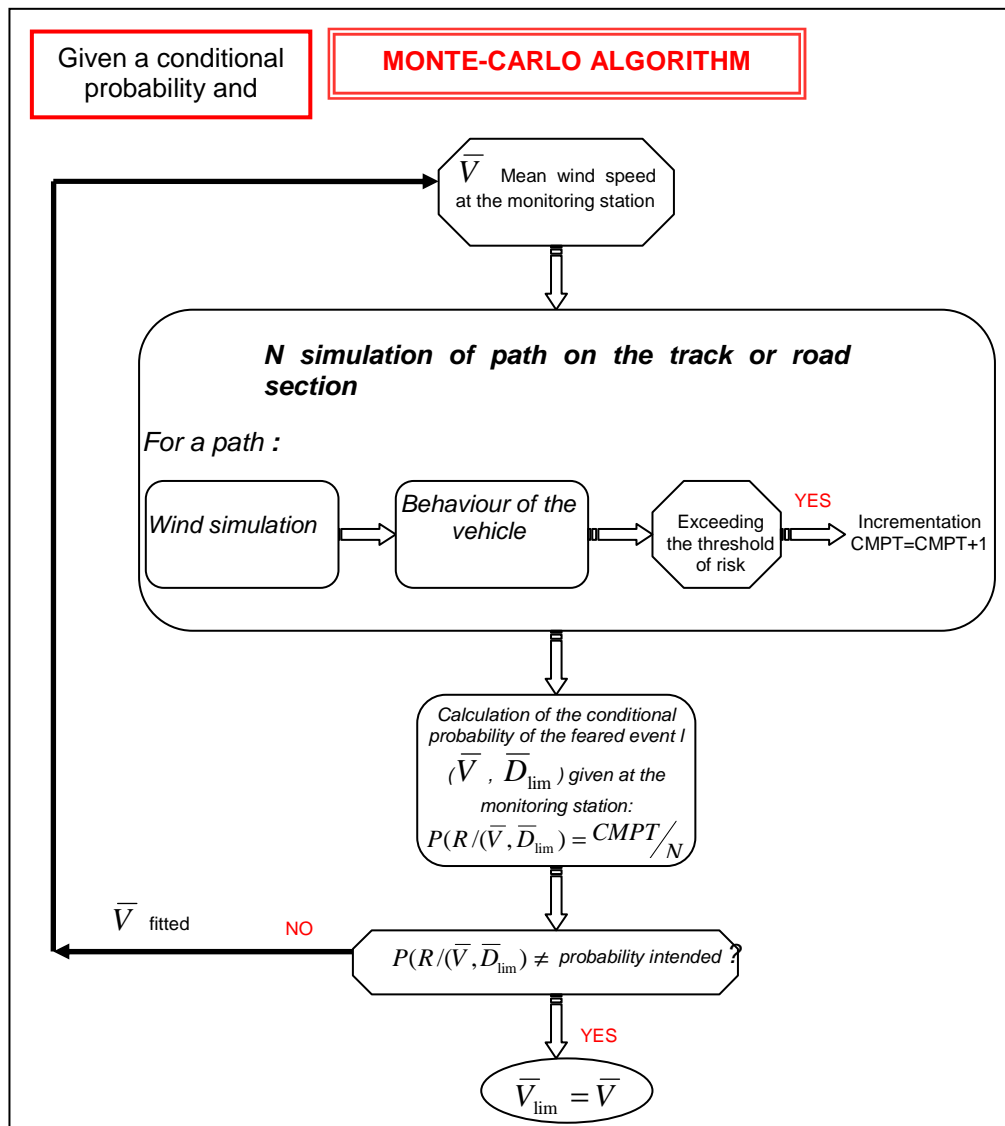 Given a conditional
probability and
MONTE-CARLO ALGORITHM
V̅ Mean wind speed
at the monitoring station
N simulation of path on the track or road
section
For a path :
Wind simulation
Behaviour of the
vehicle
Exceeding
the threshold
of risk
YES
Incrementation
CMPT=CMPT+1
Calculation of the conditional
probability of the feared event I
(V̅ , D̅lim ) given at the
monitoring station:
P(R/(V̅,D̅lim) = CMPT/N
V̅ fitted
NO
P(R/(V̅,D̅lim) ≠ probability intended ?
YES
V̅lim = V̅